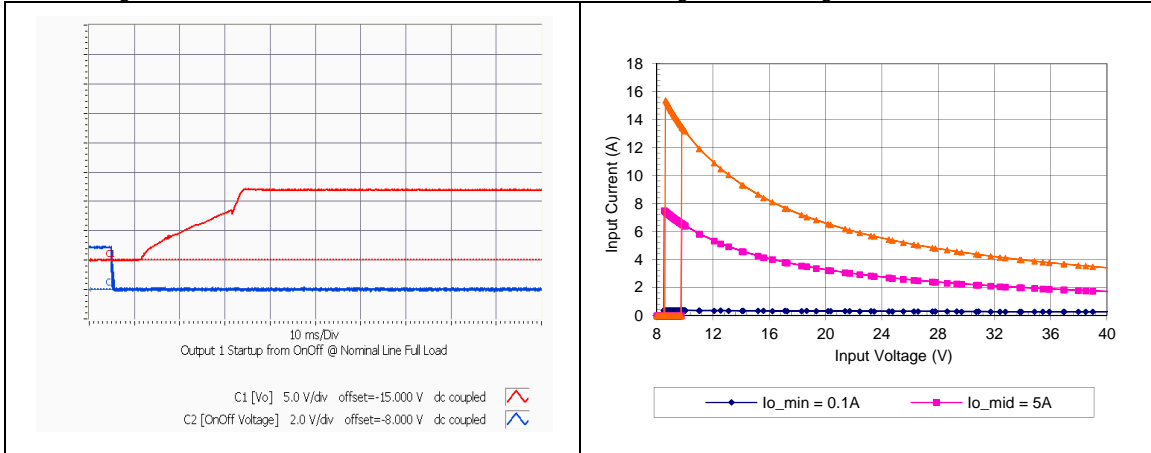 10 ms/Div
Output 1 Startup from OnOff @ Nominal Line Full Load
C1 [Vo] 5.0 V/div offset=-15.000 V dc coupled
C2 [OnOff Voltage] 2.0 V/div offset=-8.000 V dc coupled
18
16
14
12
10
8
6
4
2
0
Input Current (A)
8 12 16 20 24 28 32 36 40
Input Voltage (V)
Io_min = 0.1A Io_mid = 5A